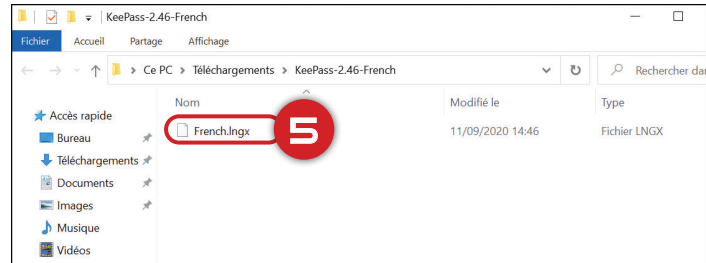 KeePass-2.46-French
Fichier Accueil Partage Affichage
Ce PC > Téléchargements > KeePass-2.46-French Rechercher dan
Nom Modifié le Type
Accès rapide
Bureau
French.lngx 5 11/09/2020 14:46 Fichier LNGX
Téléchargements
Documents
Images
Musique
Vidéos